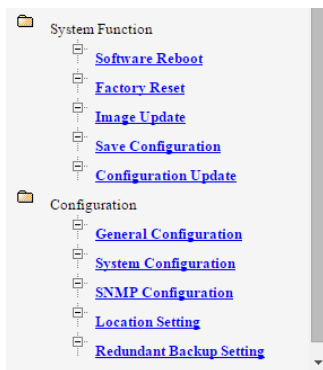 System Function
Software Reboot
Factory Reset
Image Update
Save Configuration
Configuration Update
Configuration
General Configuration
System Configuration
SNMP Configuration
Location Setting
Redundant Backup Setting